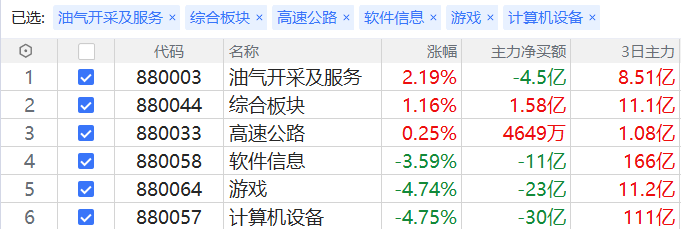 已选: 油气开采及服务 × 综合板块 × 高速公路 × 软件信息 × 游戏 × 计算机设备 ×
代码 名称 涨幅 主力净买额 3日主力
1 880003 油气开采及服务 2.19% -4.5亿 8.51亿
2 880044 综合板块 1.16% 1.58亿 11.1亿
3 880033 高速公路 0.25% 4649万 1.08亿
4 880058 软件信息 -3.59% -11亿 166亿
5 880064 游戏 -4.74% -23亿 11.2亿
6 880057 计算机设备 -4.75% -30亿 111亿